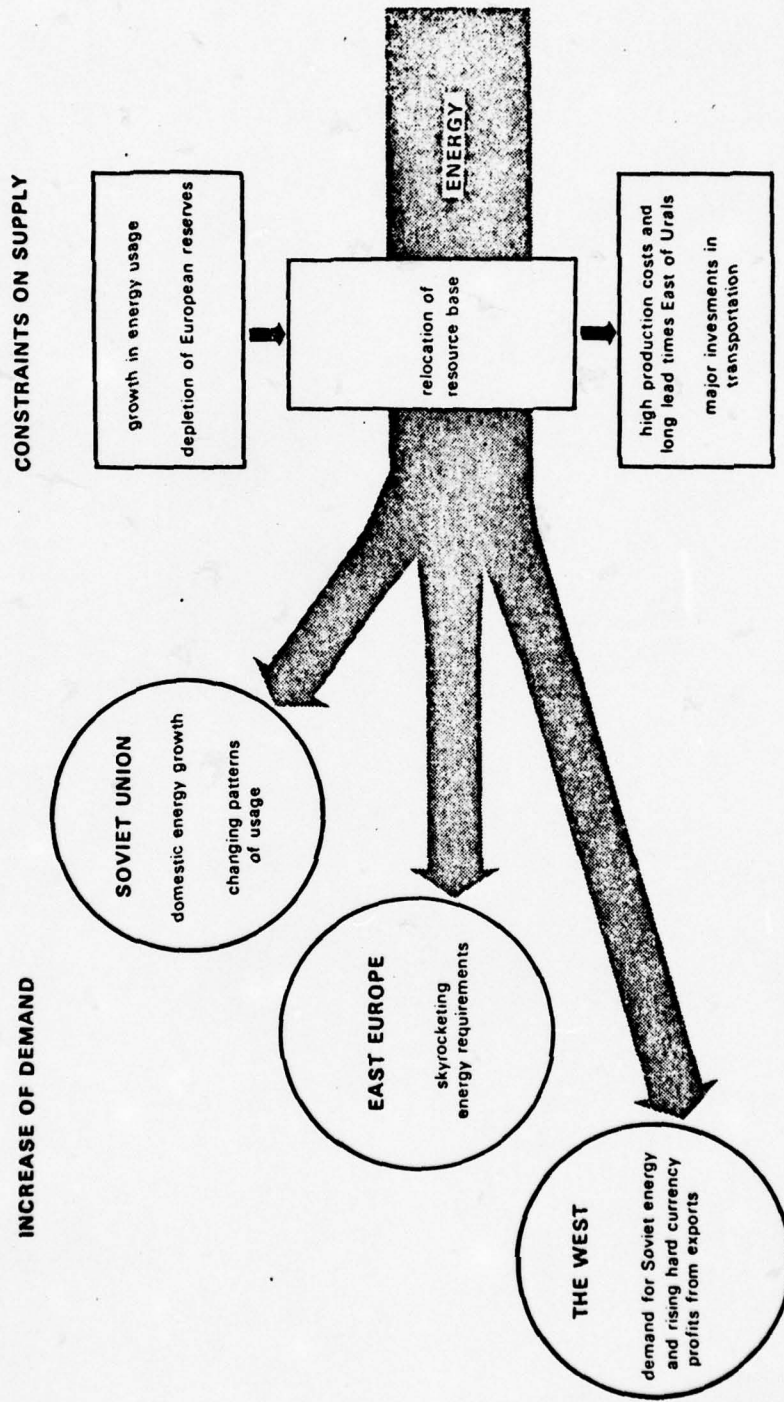 INCREASE OF DEMAND
CONSTRAINTS ON SUPPLY
SOVIET UNION
domestic energy growth
changing patterns
of usage
EAST EUROPE
skyrocketing
energy requirements
THE WEST
demand for Soviet energy
and rising hard currency
profits from exports
growth in energy usage
depletion of European reserves
relocation of
resource base
ENERGY
high production costs and
long lead times East of Urals
major invesments in
transportation